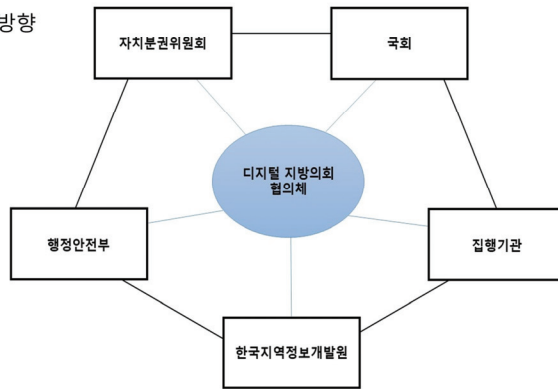 방향
자치분권위원회
국회
디지털 지방의회
협의체
행정안전부
집행기관
한국지역정보개발원